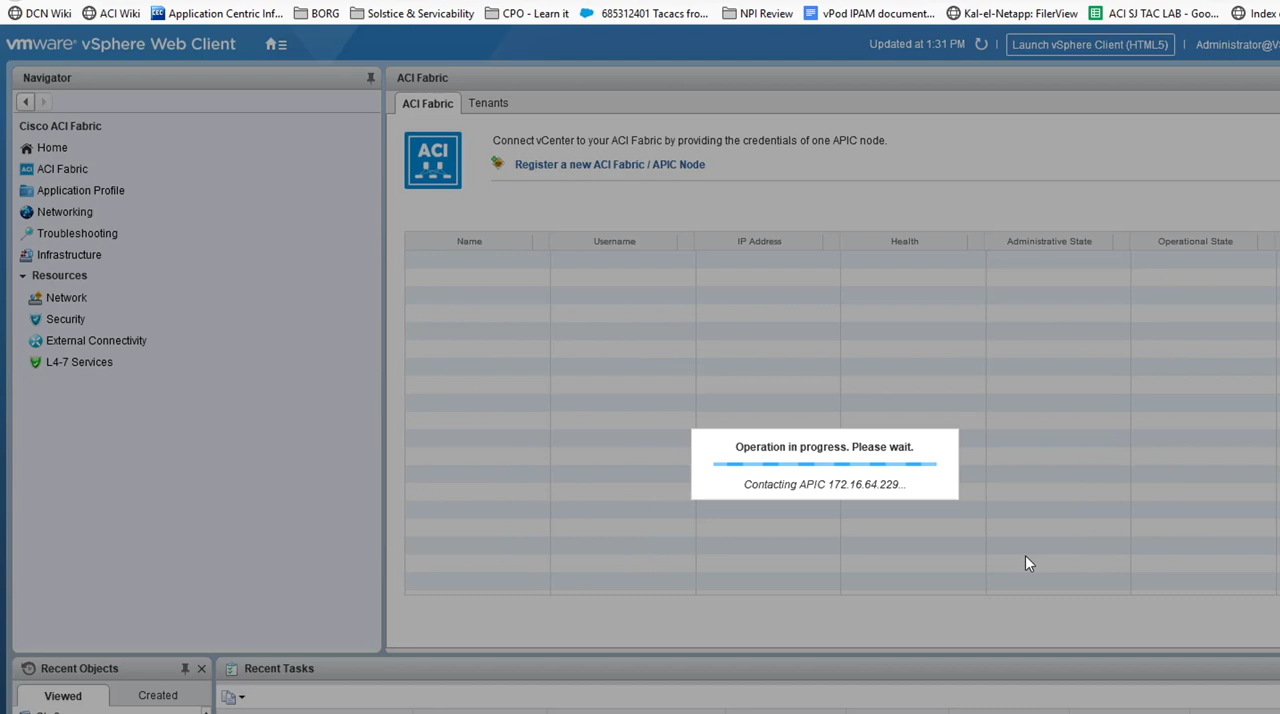 DCN Wiki ACI Wiki Application Centric Inf... BORG Solstice & Servicability CPO - Learn it 685312401 Tacacs fro... NPI Review vPod IPAM document... Kal-el-Netapp: FilerView ACI SJ TAC LAB - Goo... Index
vmware® vSphere Web Client Updated at 1:31 PM Launch vSphere Client (HTML5) Administrator@VS
Navigator
Cisco ACI Fabric
Home
ACI Fabric
Application Profile
Networking
Troubleshooting
Infrastructure
Resources
Network
Security
External Connectivity
L4-7 Services
ACI Fabric
ACI Fabric Tenants
ACI
Connect vCenter to your ACI Fabric by providing the credentials of one APIC node.
Register a new ACI Fabric / APIC Node
Name Username IP Address Health Administrative State Operational State
Operation in progress. Please wait.
Contacting APIC 172.16.64.229...
Recent Objects
Viewed Created
Recent Tasks